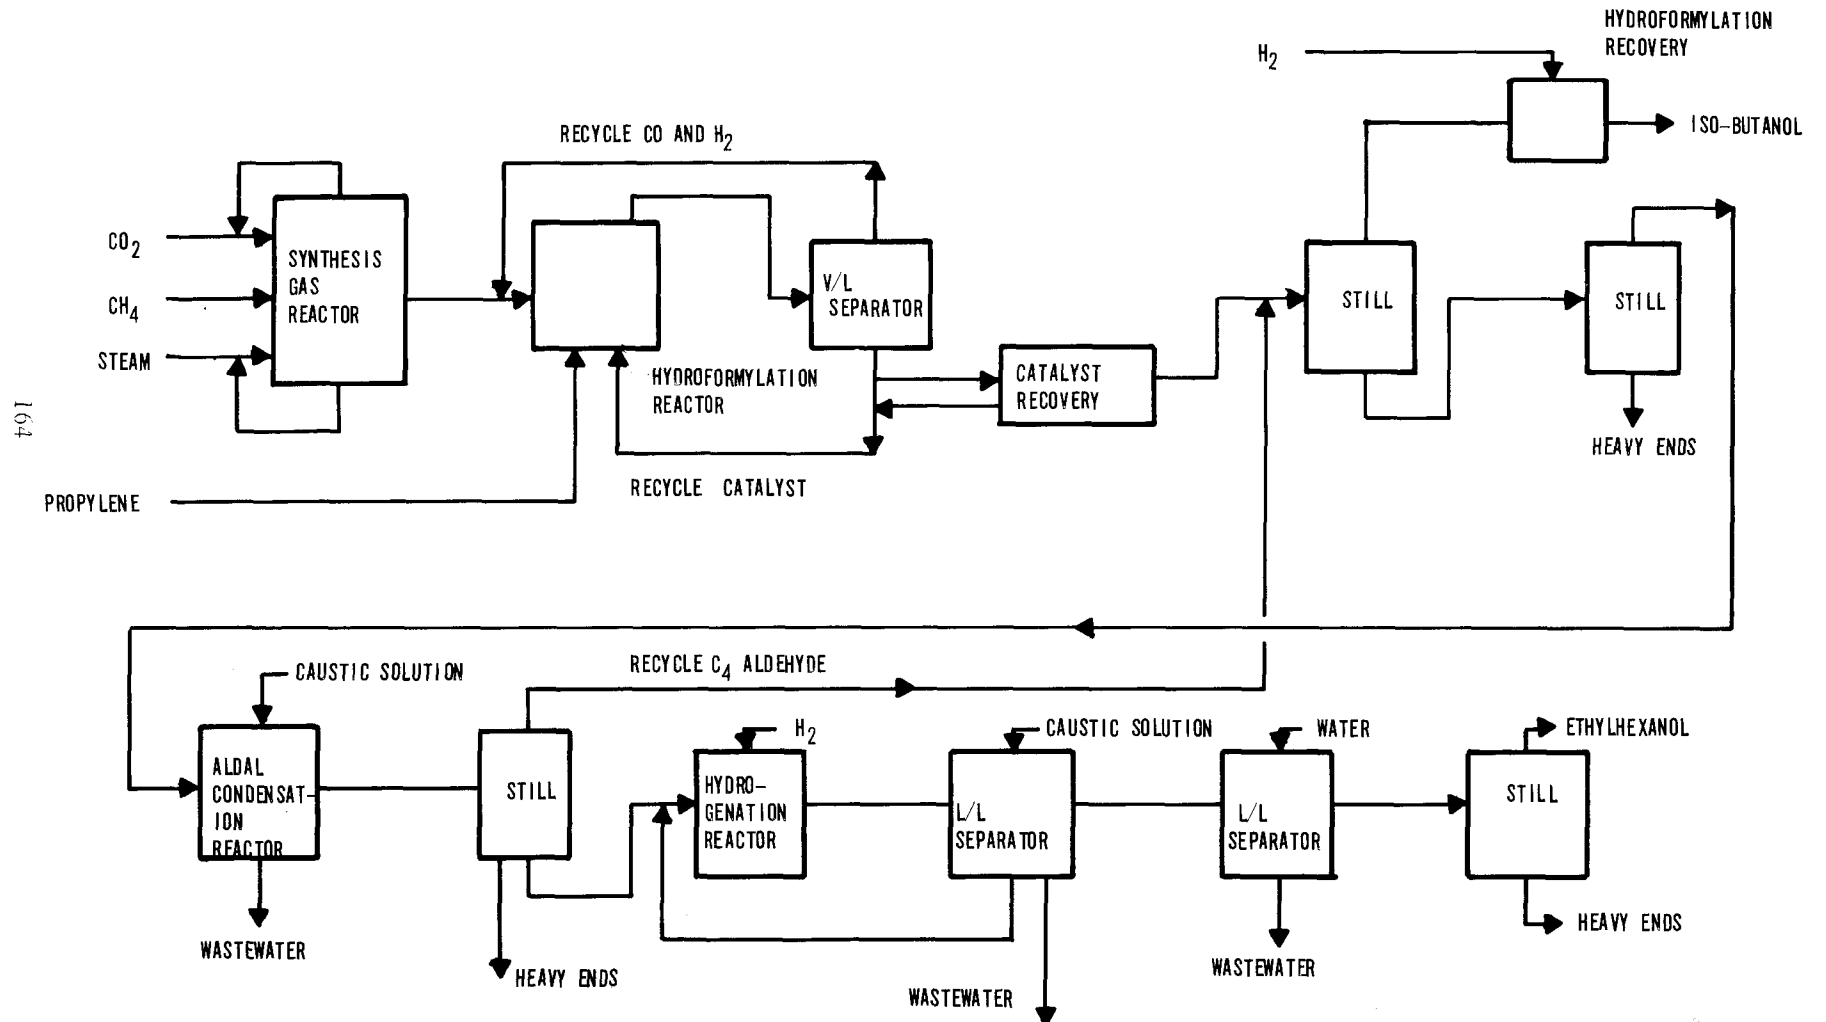 HYDROFORMYLATION
RECOVERY
H2
ISO-BUTANOL
RECYCLE CO AND H2
CO2
CH4
STEAM
SYNTHESIS
GAS
REACTOR
V/L
SEPARATOR
STILL
STILL
HYDROFORMYLATION
REACTOR
CATALYST
RECOVERY
HEAVY ENDS
RECYCLE CATALYST
PROPYLENE
164
RECYCLE C4 ALDEHYDE
CAUSTIC SOLUTION
H2
CAUSTIC SOLUTION
WATER
ETHYLHEXANOL
ALDAL
CONDENSAT-
ION
REACTOR
STILL
HYDRO-
GENATION
REACTOR
L/L
SEPARATOR
L/L
SEPARATOR
STILL
WASTEWATER
HEAVY ENDS
WASTEWATER
WASTEWATER
HEAVY ENDS